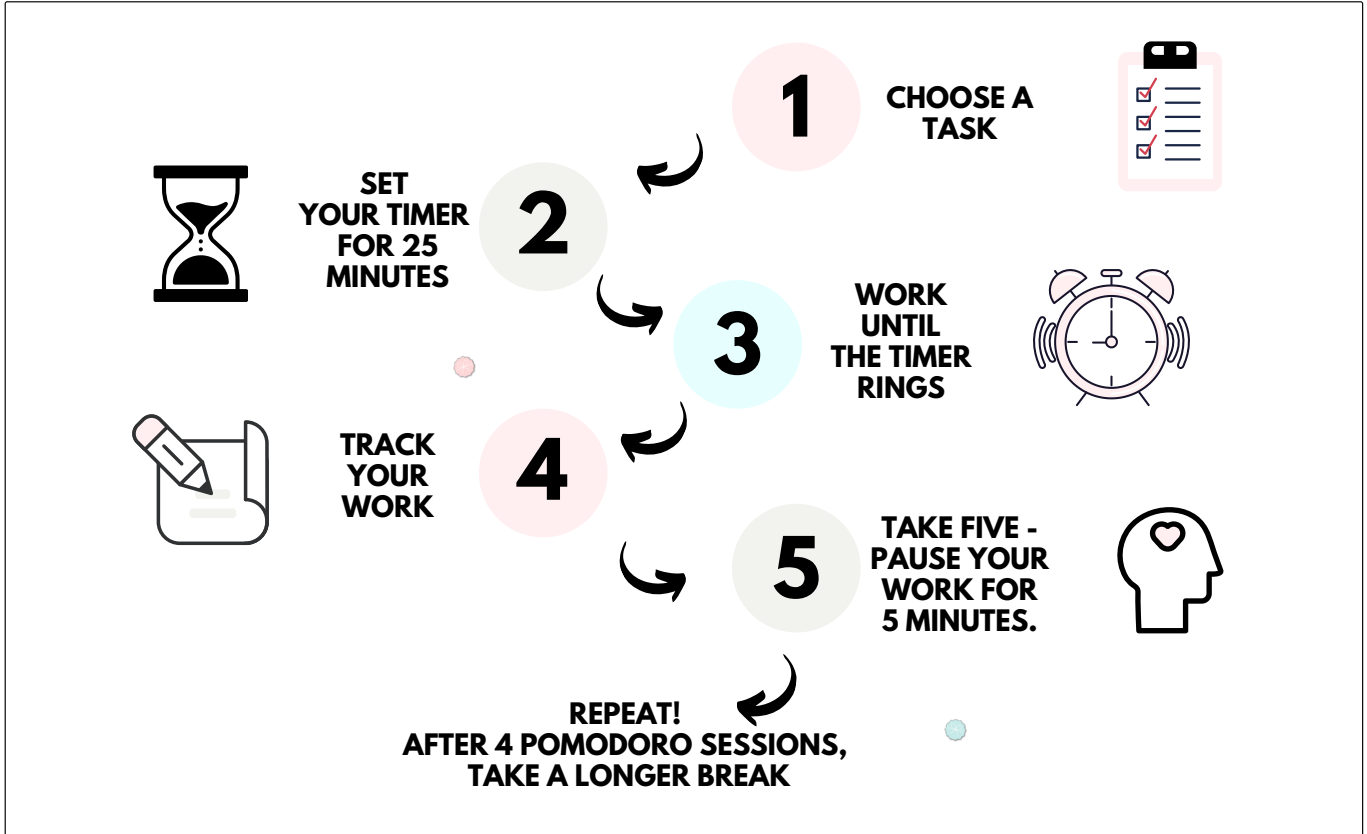 1
CHOOSE A
TASK
2
SET
YOUR TIMER
FOR 25
MINUTES
3
WORK
UNTIL
THE TIMER
RINGS
4
TRACK
YOUR
WORK
5
TAKE FIVE -
PAUSE YOUR
WORK FOR
5 MINUTES.
REPEAT!
AFTER 4 POMODORO SESSIONS,
TAKE A LONGER BREAK